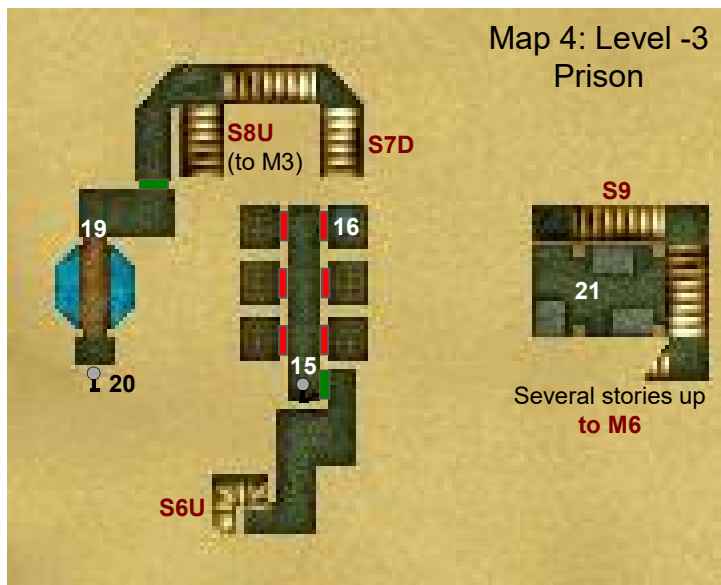 Map 4: Level -3
Prison
S8U
(to M3)
S7D
S9
19
16
21
15
20
Several stories up
to M6
S6U